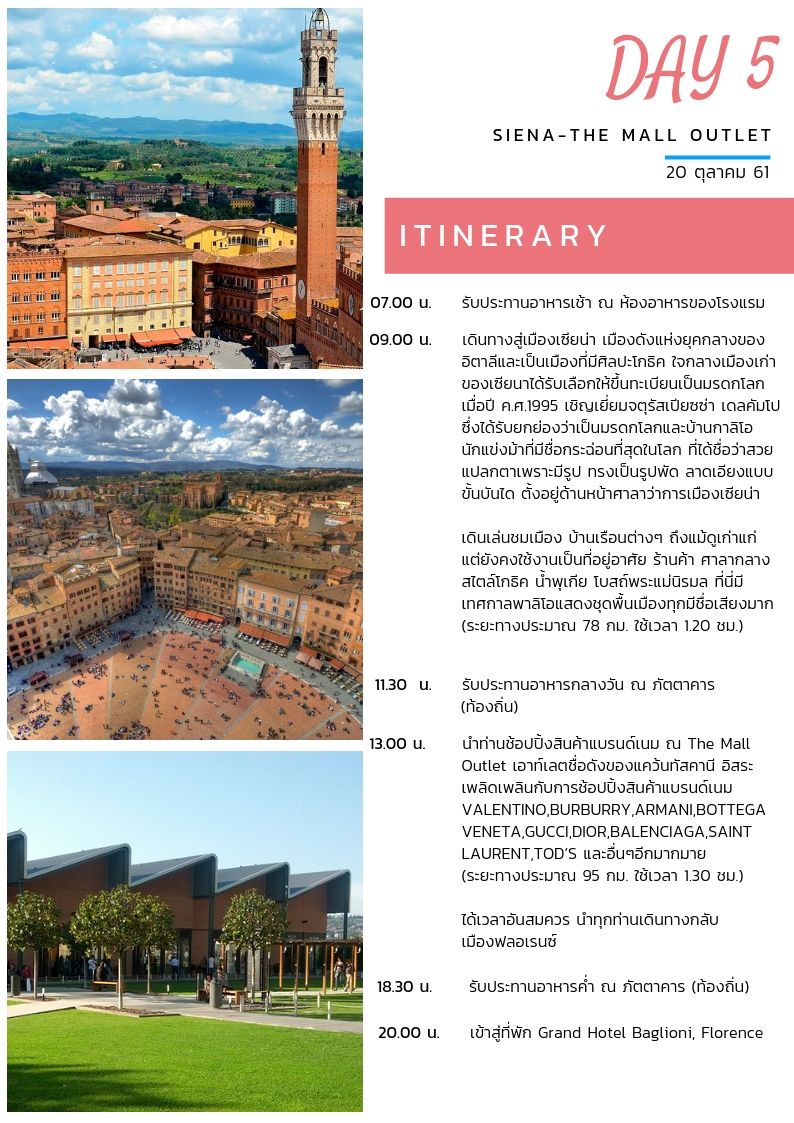 DAY 5
SIENA-THE MALL OUTLET
20 ตุลาคม 61
ITINERARY
07.00 น. รับประทานอาหารเช้า ณ ห้องอาหารของโรงแรม
09.00 น. เดินทางสู่เมืองเซียน่า เมืองดังแห่งยุคกลางของ
อิตาลีและเป็นเมืองที่มีศิลปะโกธิค ใจกลางเมืองเก่า
ของเซียนาได้รับเลือกให้ขึ้นทะเบียนเป็นมรดกโลก
เมื่อปี ค.ศ.1995 เชิญเยี่ยมจตุรัสเปียซซ่า เดลคัมโป
ซึ่งได้รับยกย่องว่าเป็นมรดกโลกและบ้านกาลิโอ
นักแข่งม้าที่มีชื่อกระฉ่อนที่สุดในโลก ที่ได้ชื่อว่าสวย
แปลกตาเพราะมีรูป ทรงเป็นรูปพัด ลาดเอียงแบบ
ขั้นบันได ตั้งอยู่ด้านหน้าศาลาว่าการเมืองเซียน่า
เดินเล่นชมเมือง บ้านเรือนต่างๆ ถึงแม้ดูเก่าแก่
แต่ยังคงใช้งานเป็นที่อยู่อาศัย ร้านค้า ศาลากลาง
สไตล์โกธิค น้ำพุเกีย โบสถ์พระแม่นิรมล ที่นี่มี
เทศกาลพาลิโอแสดงชุดพื้นเมืองทุกมีชื่อเสียงมาก
(ระยะทางประมาณ 78 กม. ใช้เวลา 1.20 ชม.)
11.30 น. รับประทานอาหารกลางวัน ณ ภัตตาคาร
(ท้องถิ่น)
13.00 น. นำท่านช้อปปิ้งสินค้าแบรนด์เนม ณ The Mall
Outlet เอาท์เลตชื่อดังของแคว้นทัสคานี อิสระ
เพลิดเพลินกับการช้อปปิ้งสินค้าแบรนด์เนม
VALENTINO,BURBURRY,ARMANI,BOTTEGA
VENETA,GUCCI,DIOR,BALENCIAGA,SAINT
LAURENT,TOD'S และอื่นๆอีกมากมาย
(ระยะทางประมาณ 95 กม. ใช้เวลา 1.30 ชม.)
ได้เวลาอันสมควร นำทุกท่านเดินทางกลับ
เมืองฟลอเรนซ์
18.30 น. รับประทานอาหารค่ำ ณ ภัตตาคาร (ท้องถิ่น)
20.00 น. เข้าสู่ที่พัก Grand Hotel Baglioni, Florence